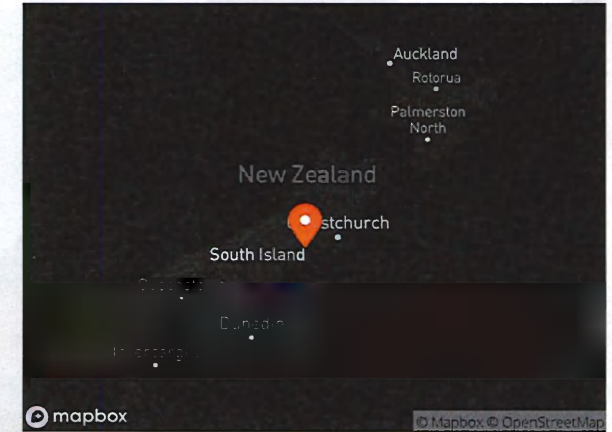 Auckland
Rotorua
Palmerston
North
New Zealand
stchurch
South Island
Dunedin
mapbox
© Mapbox © OpenStreetMap